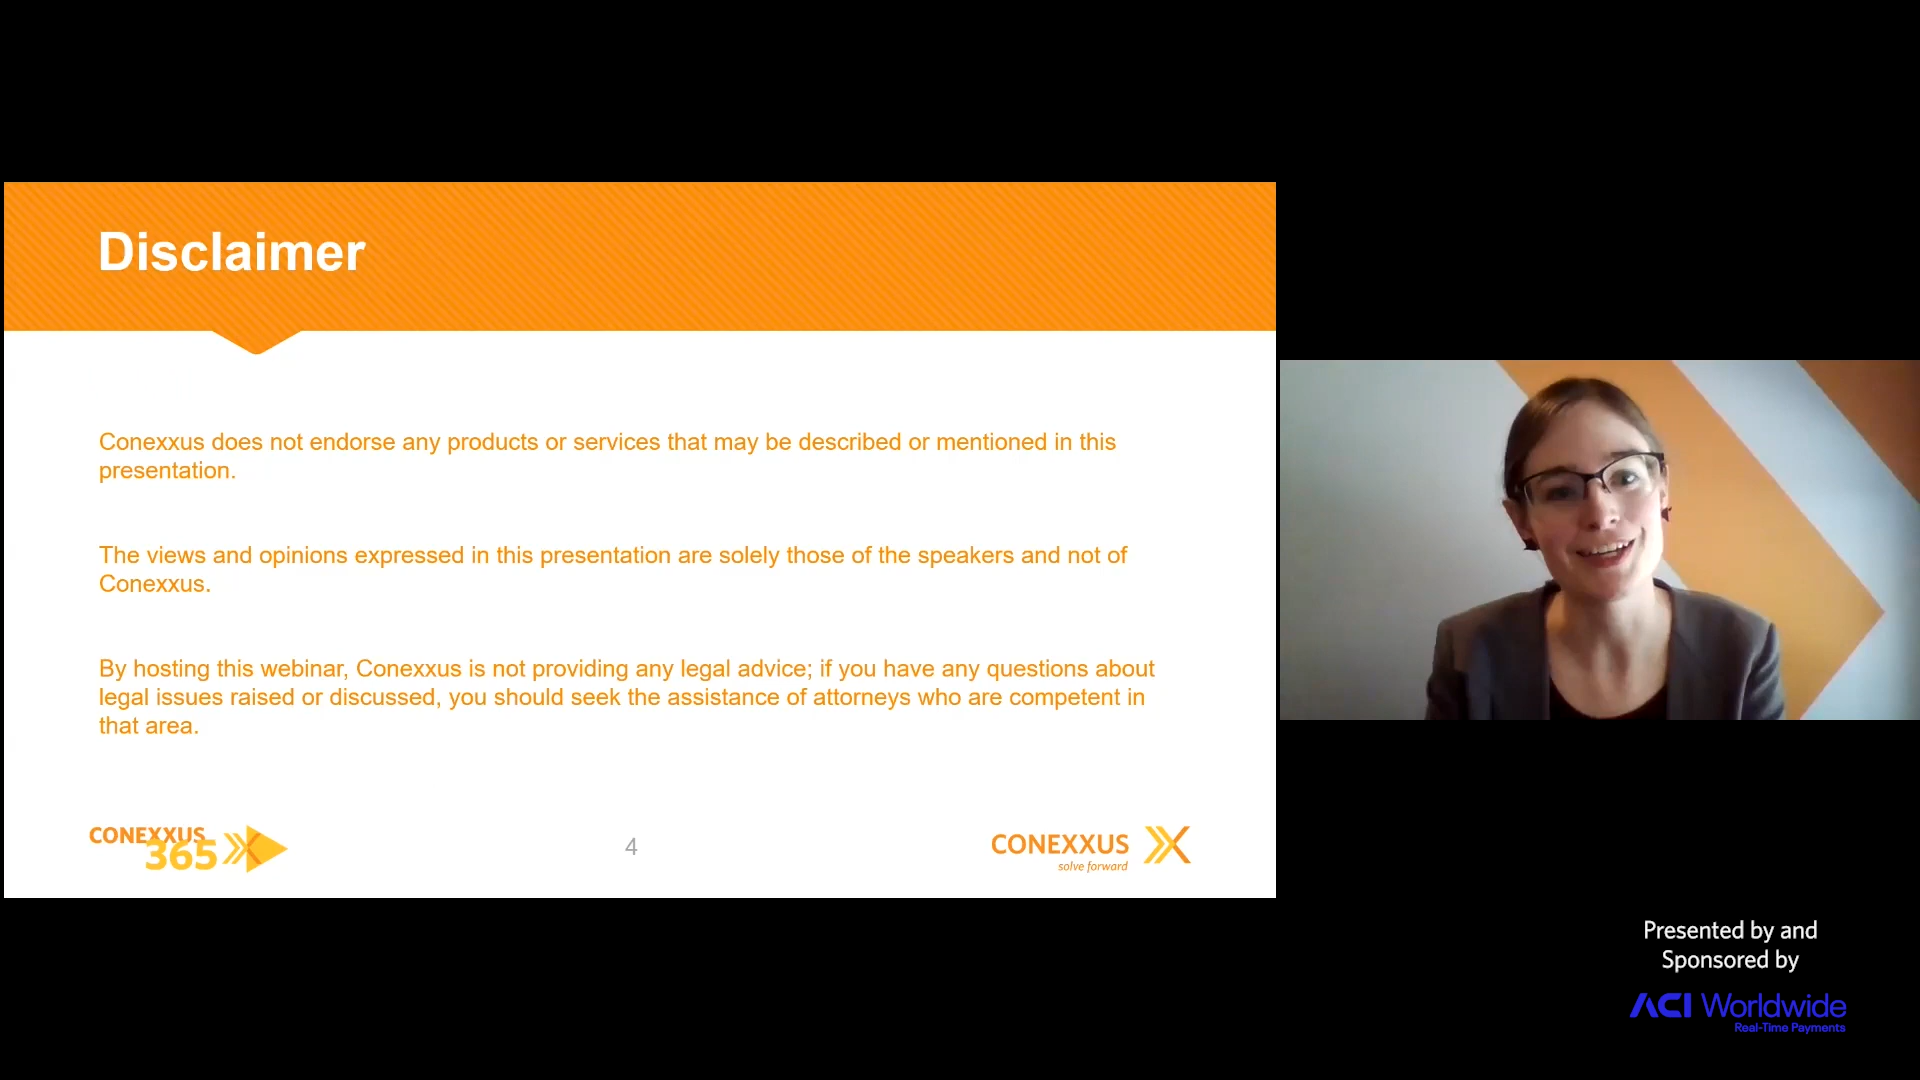 Disclaimer
Conexxus does not endorse any products or services that may be described or mentioned in this
presentation.
The views and opinions expressed in this presentation are solely those of the speakers and not of
Conexxus.
By hosting this webinar, Conexxus is not providing any legal advice; if you have any questions about
legal issues raised or discussed, you should seek the assistance of attorneys who are competent in
that area.
CONEXXUS
365
4
CONEXXUS
solve forward
Presented by and
Sponsored by
ACI Worldwide
Real-Time Payments